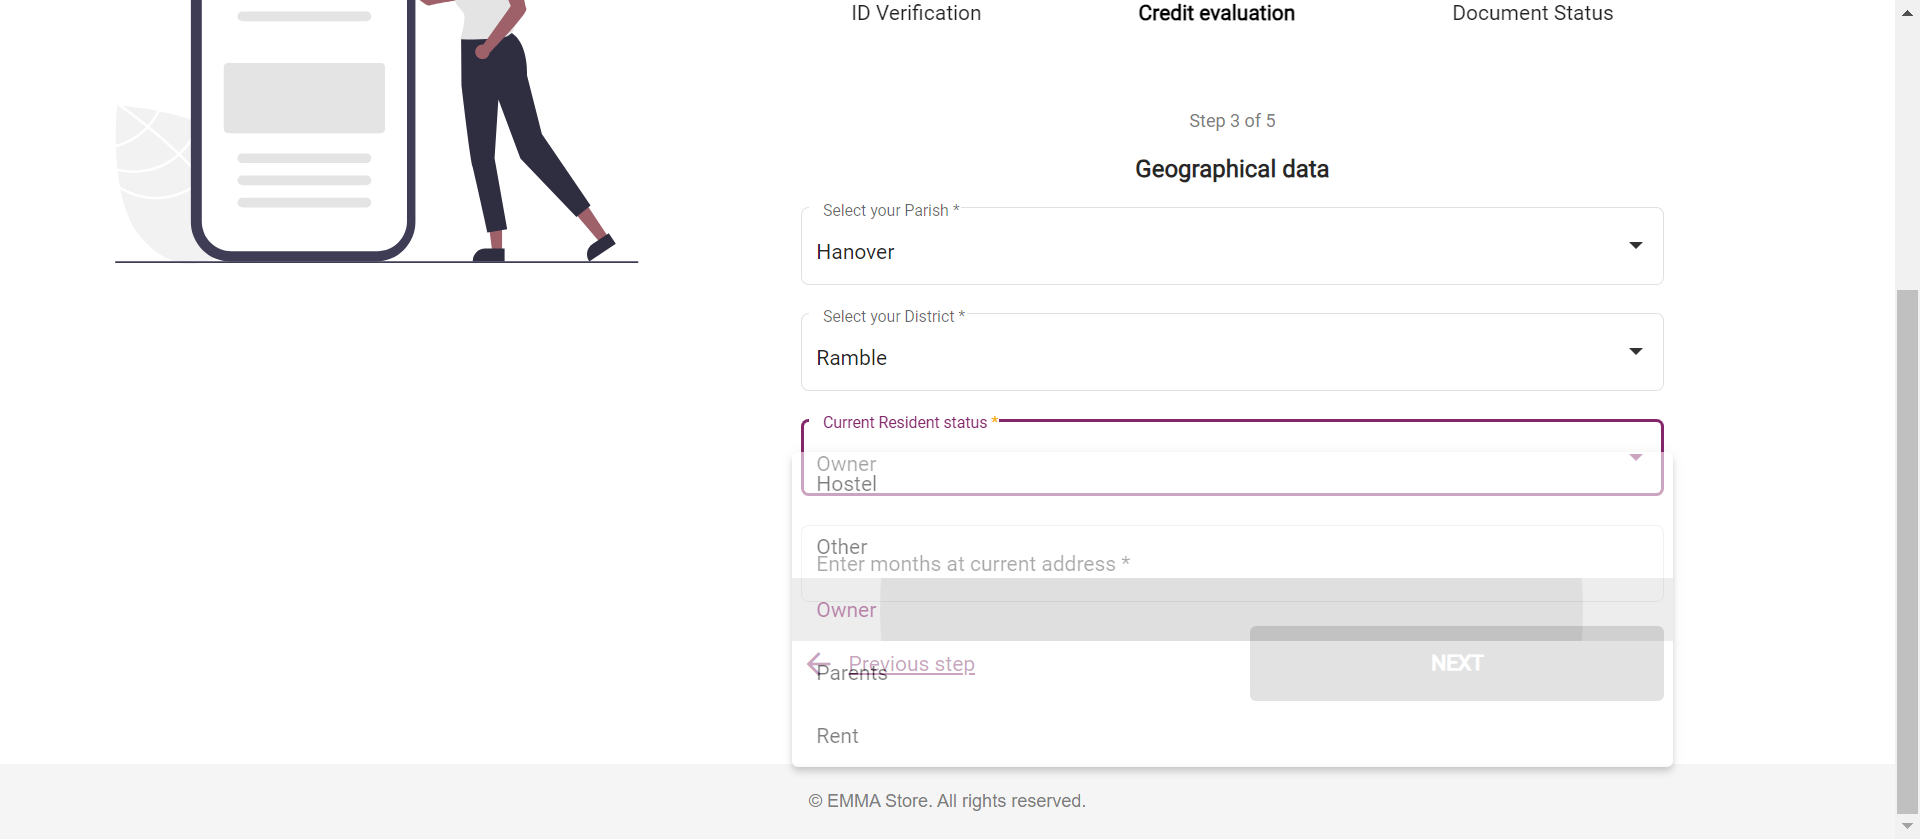 ID Verification
Credit evaluation
Document Status
Step 3 of 5
Geographical data
Select your Parish *
Hanover
Select your District *
Ramble
Current Resident status *
Owner
Hostel
Other
Enter months at current address *
Owner
Previous step
NEXT
Parents
Rent
© EMMA Store. All rights reserved.